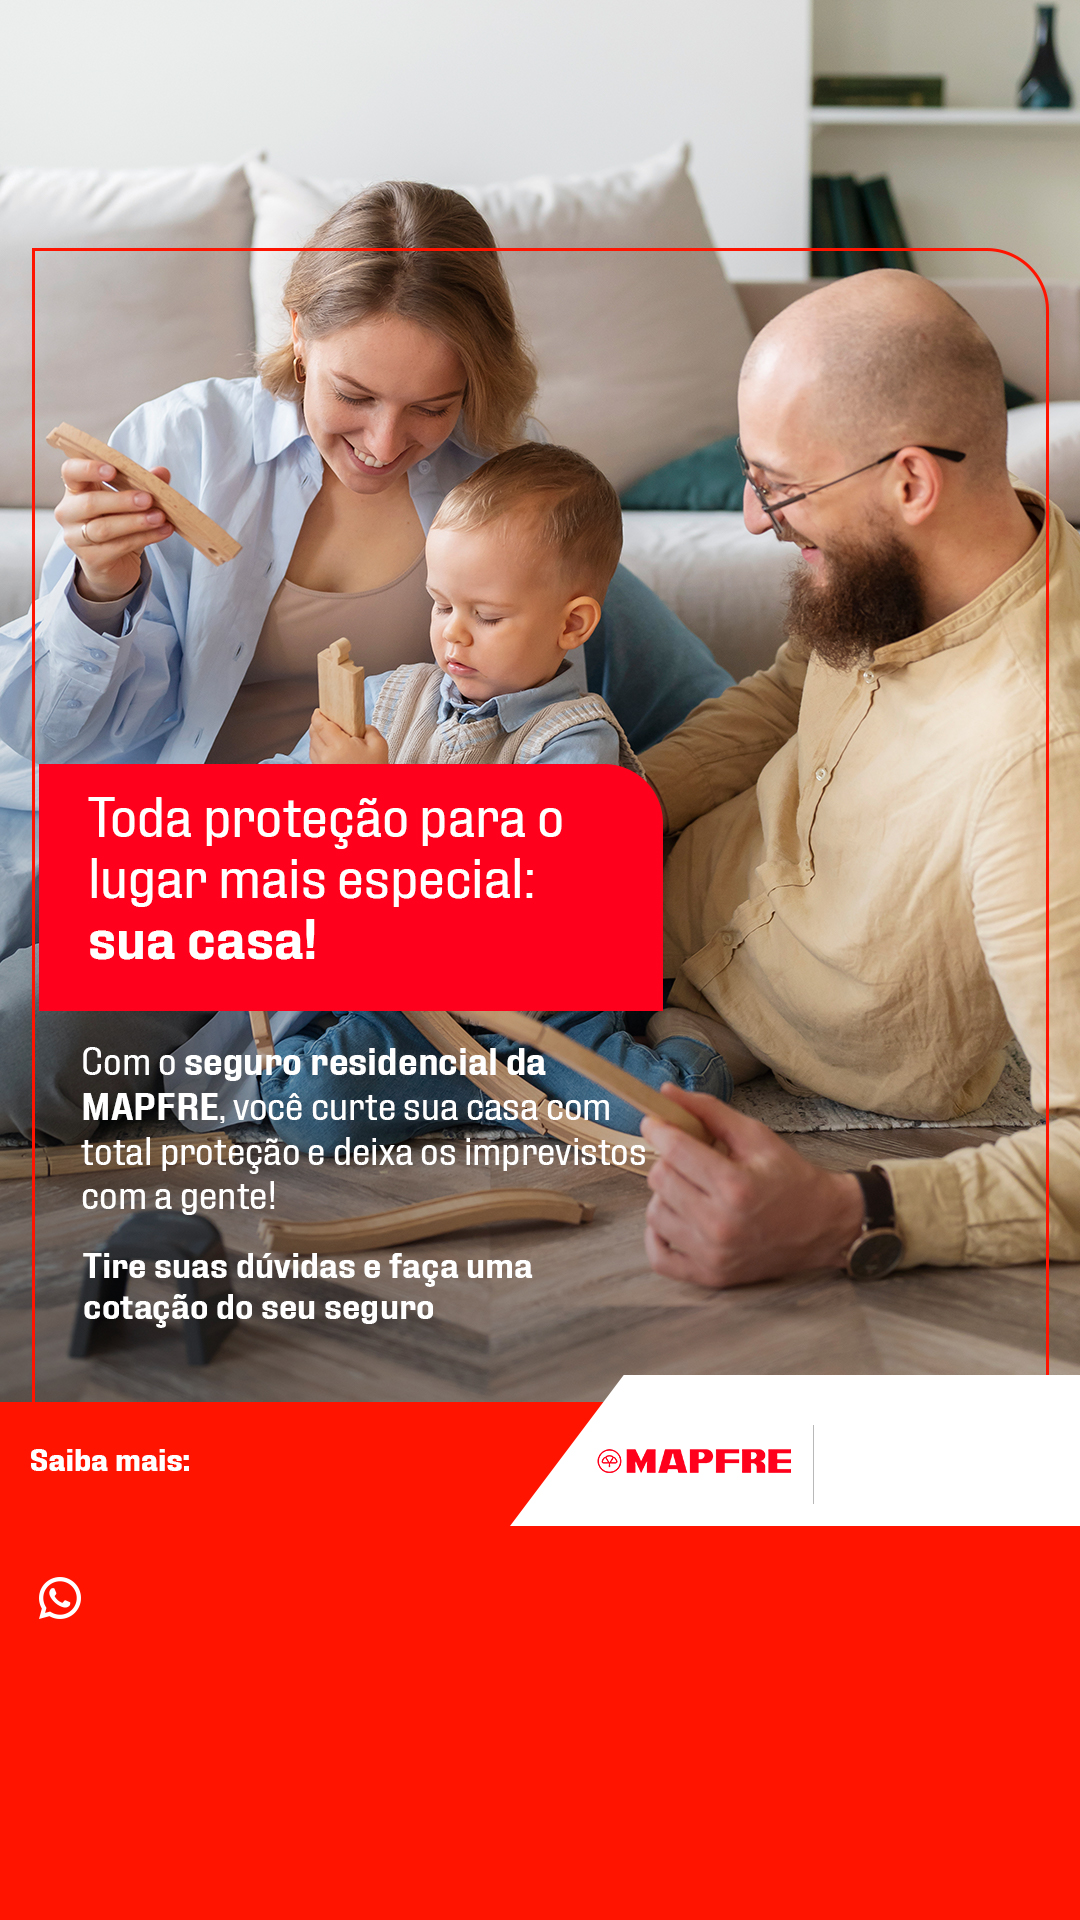 Toda proteção para o
lugar mais especial:
sua casa!
Com o seguro residencial da
MAPFRE, você curte sua casa com
total proteção e deixa os imprevistos
com a gente!
Tire suas dúvidas e faça uma
cotação do seu seguro
Saiba mais:
MAPFRE